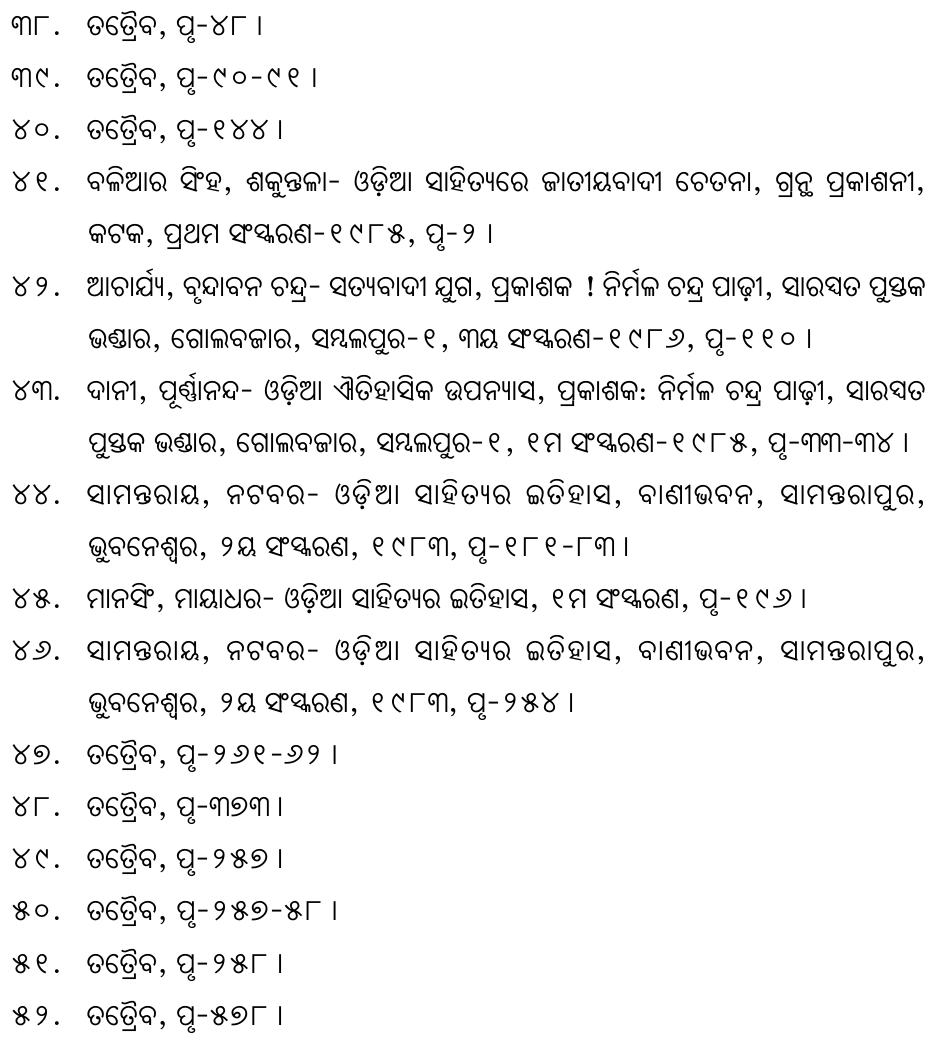 ୩୮. ତତ୍ରୈବ, ପୃ-୪୮ ।
୩୯. ତତ୍ରୈବ, ପୃ-୯୦-୯୧ ।
୪୦. ତତ୍ରୈବ, ପୃ-୧୪୪ ।
୪୧. ବଳିଆର ସିଂହ, ଶକୁନ୍ତଳା- ଓଡ଼ିଆ ସାହିତ୍ୟରେ ଜାତୀୟବାଦୀ ଚେତନା, ଗ୍ରନ୍ଥ ପ୍ରକାଶନୀ,
କଟକ, ପ୍ରଥମ ସଂସ୍କରଣ-୧୯୮୫, ପୃ-୨ ।
୪୨. ଆଚାର୍ଯ୍ୟ, ବୃନ୍ଦାବନ ଚନ୍ଦ୍ର- ସତ୍ୟବାଦୀ ଯୁଗ, ପ୍ରକାଶକ ! ନିର୍ମଳ ଚନ୍ଦ୍ର ପାଢ଼ୀ, ସାରସ୍ୱତ ପୁସ୍ତକ
ଭଣ୍ଡାର, ଗୋଲବଜାର, ସମ୍ବଲପୁର-୧, ୩ୟ ସଂସ୍କରଣ-୧୯୮୬, ପୃ-୧୧୦ ।
୪୩. ଦାନୀ, ପୂର୍ଣ୍ଣାନନ୍ଦ- ଓଡ଼ିଆ ଐତିହାସିକ ଉପନ୍ୟାସ, ପ୍ରକାଶକ: ନିର୍ମଳ ଚନ୍ଦ୍ର ପାଢ଼ୀ, ସାରସ୍ୱତ
ପୁସ୍ତକ ଭଣ୍ଡାର, ଗୋଲବଜାର, ସମ୍ବଲପୁର-୧, ୧ମ ସଂସ୍କରଣ-୧୯୮୫, ପୃ-୩୩-୩୪ ।
୪୪. ସାମନ୍ତରାୟ, ନଟବର- ଓଡ଼ିଆ ସାହିତ୍ୟର ଇତିହାସ, ବାଣୀଭବନ, ସାମନ୍ତରାପୁର,
ଭୁବନେଶ୍ୱର, ୨ୟ ସଂସ୍କରଣ, ୧୯୮୩, ପୃ-୧୮୧-୮୩ ।
୪୫. ମାନସିଂ, ମାୟାଧର- ଓଡ଼ିଆ ସାହିତ୍ୟର ଇତିହାସ, ୧ମ ସଂସ୍କରଣ, ପୃ-୧୯୬ ।
୪୬. ସାମନ୍ତରାୟ, ନଟବର- ଓଡ଼ିଆ ସାହିତ୍ୟର ଇତିହାସ, ବାଣୀଭବନ, ସାମନ୍ତରାପୁର,
ଭୁବନେଶ୍ୱର, ୨ୟ ସଂସ୍କରଣ, ୧୯୮୩, ପୃ-୨୫୪ ।
୪୭. ତତ୍ରୈବ, ପୃ-୨୬୧-୬୨ ।
୪୮. ତତ୍ରୈବ, ପୃ-୩୭୩ ।
୪୯. ତତ୍ରୈବ, ପୃ-୨୫୭ ।
୫୦. ତତ୍ରୈବ, ପୃ-୨୫୭-୫୮ ।
୫୧. ତତ୍ରୈବ, ପୃ-୨୫୮ ।
୫୨. ତତ୍ରୈବ, ପୃ-୫୭୮ ।